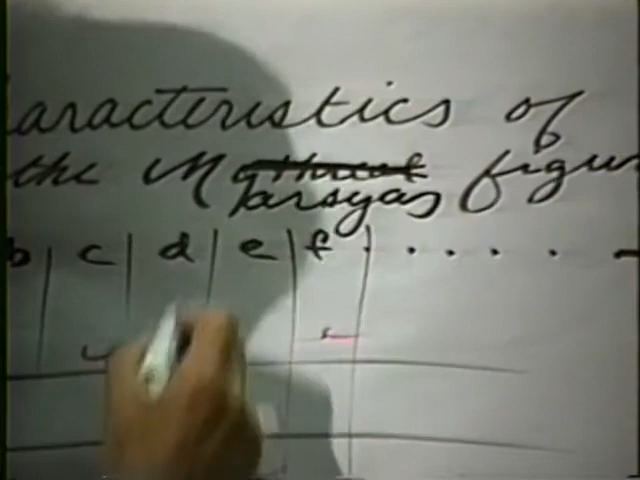 aracteristics of
the M̶a̶t̶h̶r̶e̶a̶t̶ Marsyas figu
b c d e f . . . . . -